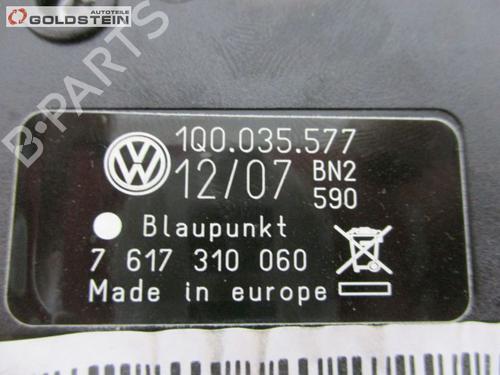 AUTOTEILE
GOLDSTEIN
1Q0.035.577
12/07 BN2
590
Blaupunkt
7 617 310 060
Made in europe
B-PARTS